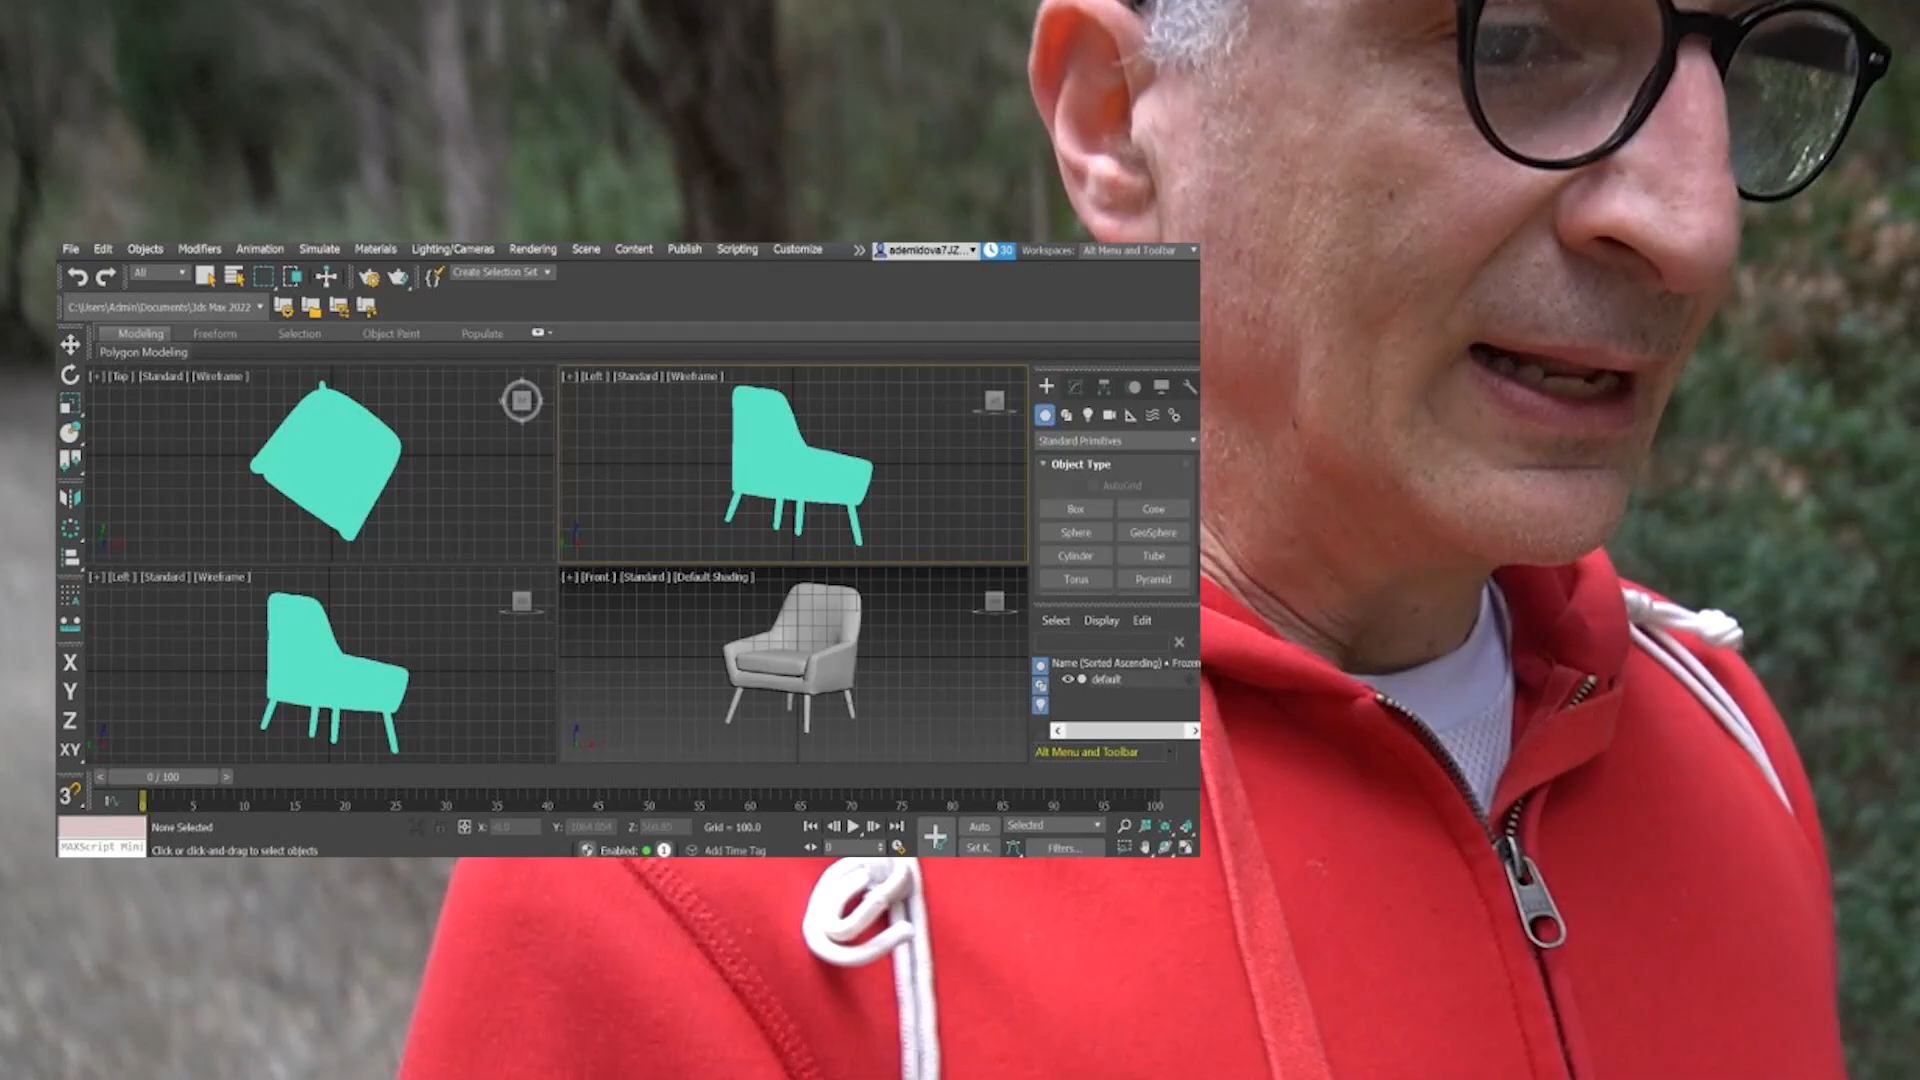 File Edit Objects Modifiers Animation Simulate Materials Lighting/Cameras Rendering Scene Content Publish Scripting Customize
ademidova7JZ... 30 Workspaces: Alt Menu and Toolbar
All Create Selection Set
C:\Users\Admin\Documents\3ds Max 2022
Modeling Freeform Selection Object Paint Populate
Polygon Modeling
[+] [Top] [Standard] [Wireframe]
[+] [Left] [Standard] [Wireframe]
Standard Primitives
Object Type
AutoGrid
Box Cone
Sphere GeoSphere
Cylinder Tube
Torus Pyramid
[+] [Left] [Standard] [Wireframe]
[+] [Front] [Standard] [Default Shading]
Select Display Edit
Name (Sorted Ascending) Frozen
default
X
Y
Z
XY
Alt Menu and Toolbar
0 / 100
3
0 5 10 15 20 25 30 35 40 45 50 55 60 65 70 75 80 85 90 95 100
None Selected X: Y: Z: Grid = 100.0 Auto Selected
MAXScript Mini
Click or click-and-drag to select objects Enabled: 1 Add Time Tag 0 Set K. Filters...